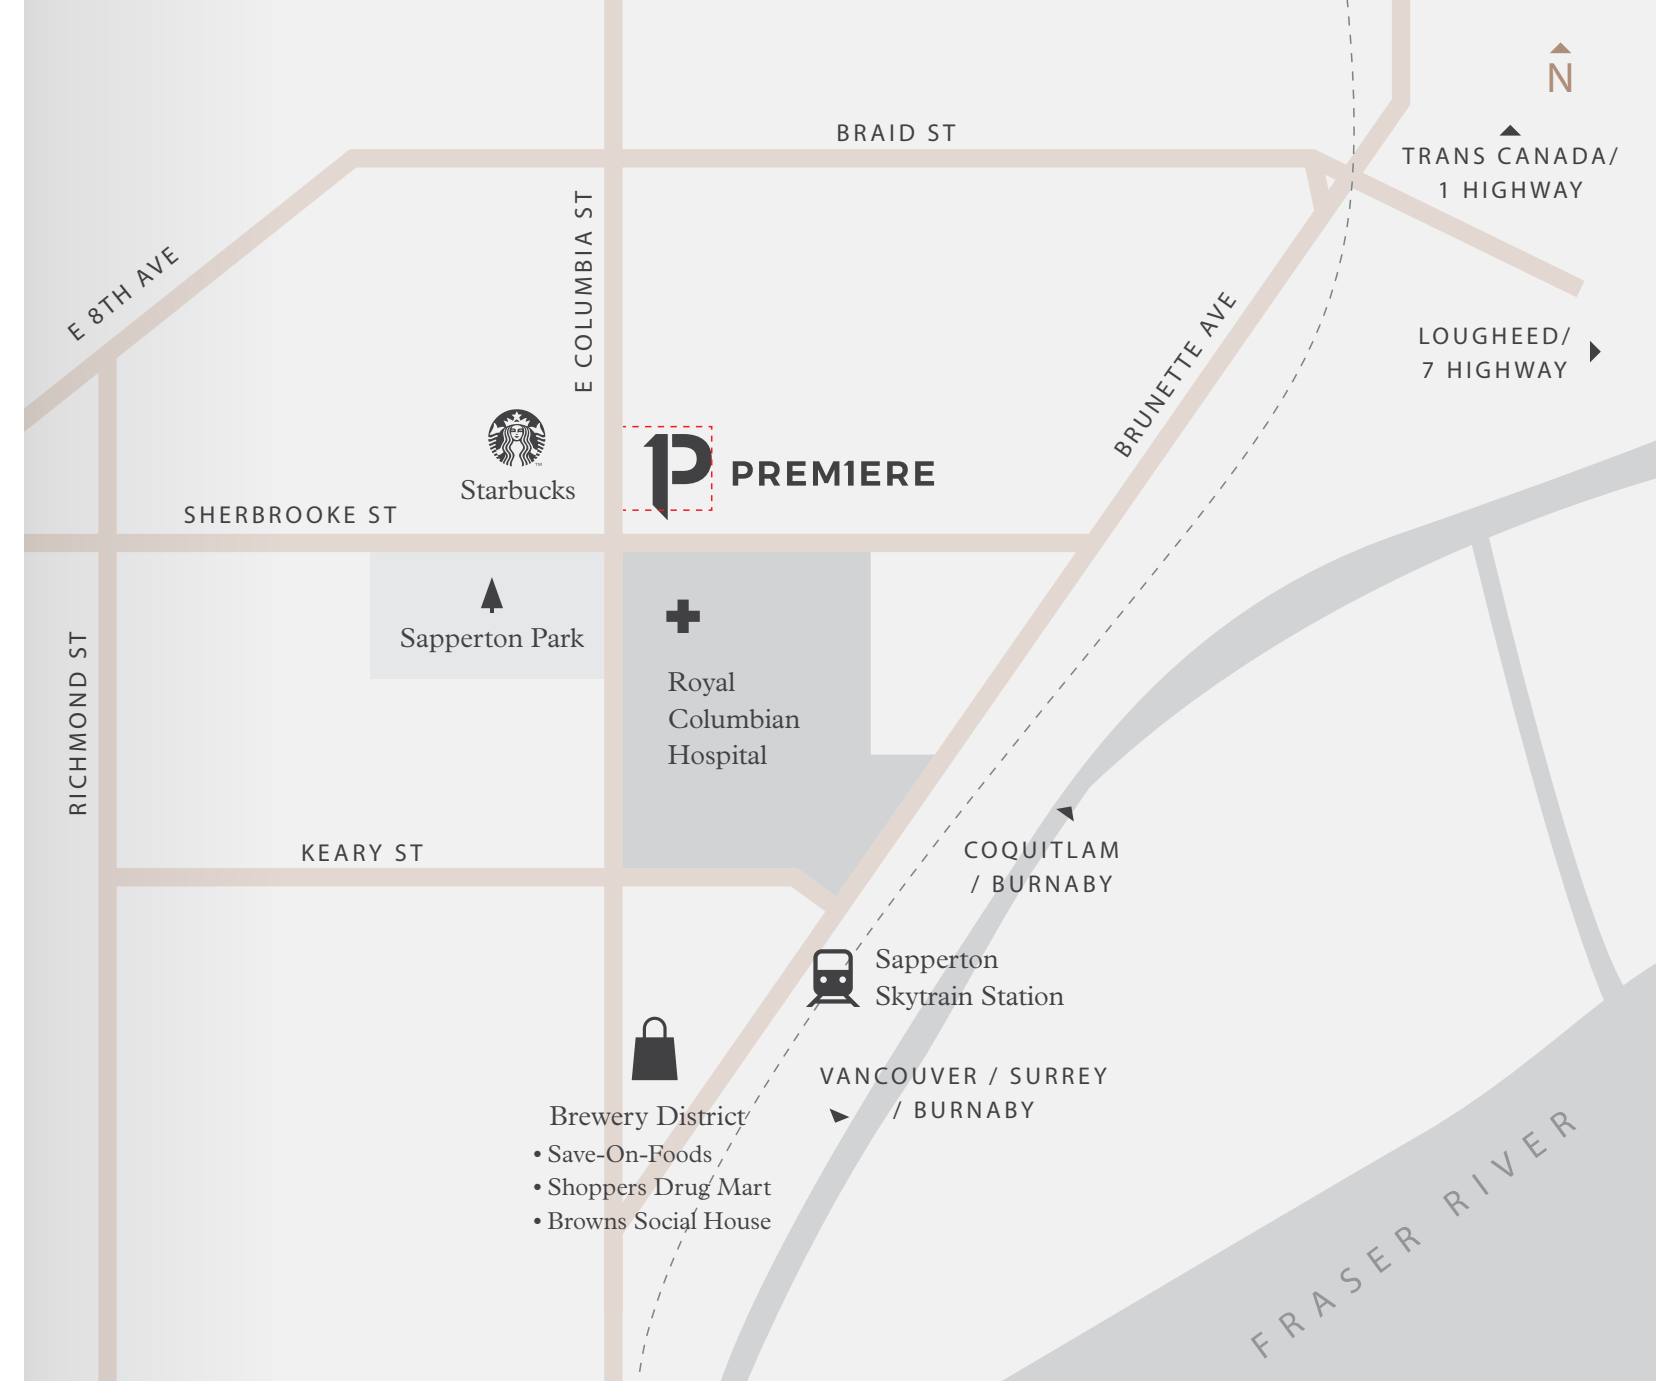 N
BRAID ST
TRANS CANADA/
1 HIGHWAY
E COLUMBIA ST
E 8TH AVE
BRUNETTE AVE
LOUGHEED/
7 HIGHWAY
TM
Starbucks
1P PREM1ERE
SHERBROOKE ST
Sapperton Park
RICHMOND ST
Royal
Columbian
Hospital
KEARY ST
COQUITLAM
/ BURNABY
Sapperton
Skytrain Station
VANCOUVER / SURREY
/ BURNABY
Brewery District
• Save-On-Foods
• Shoppers Drug Mart
• Browns Social House
FRASER RIVER